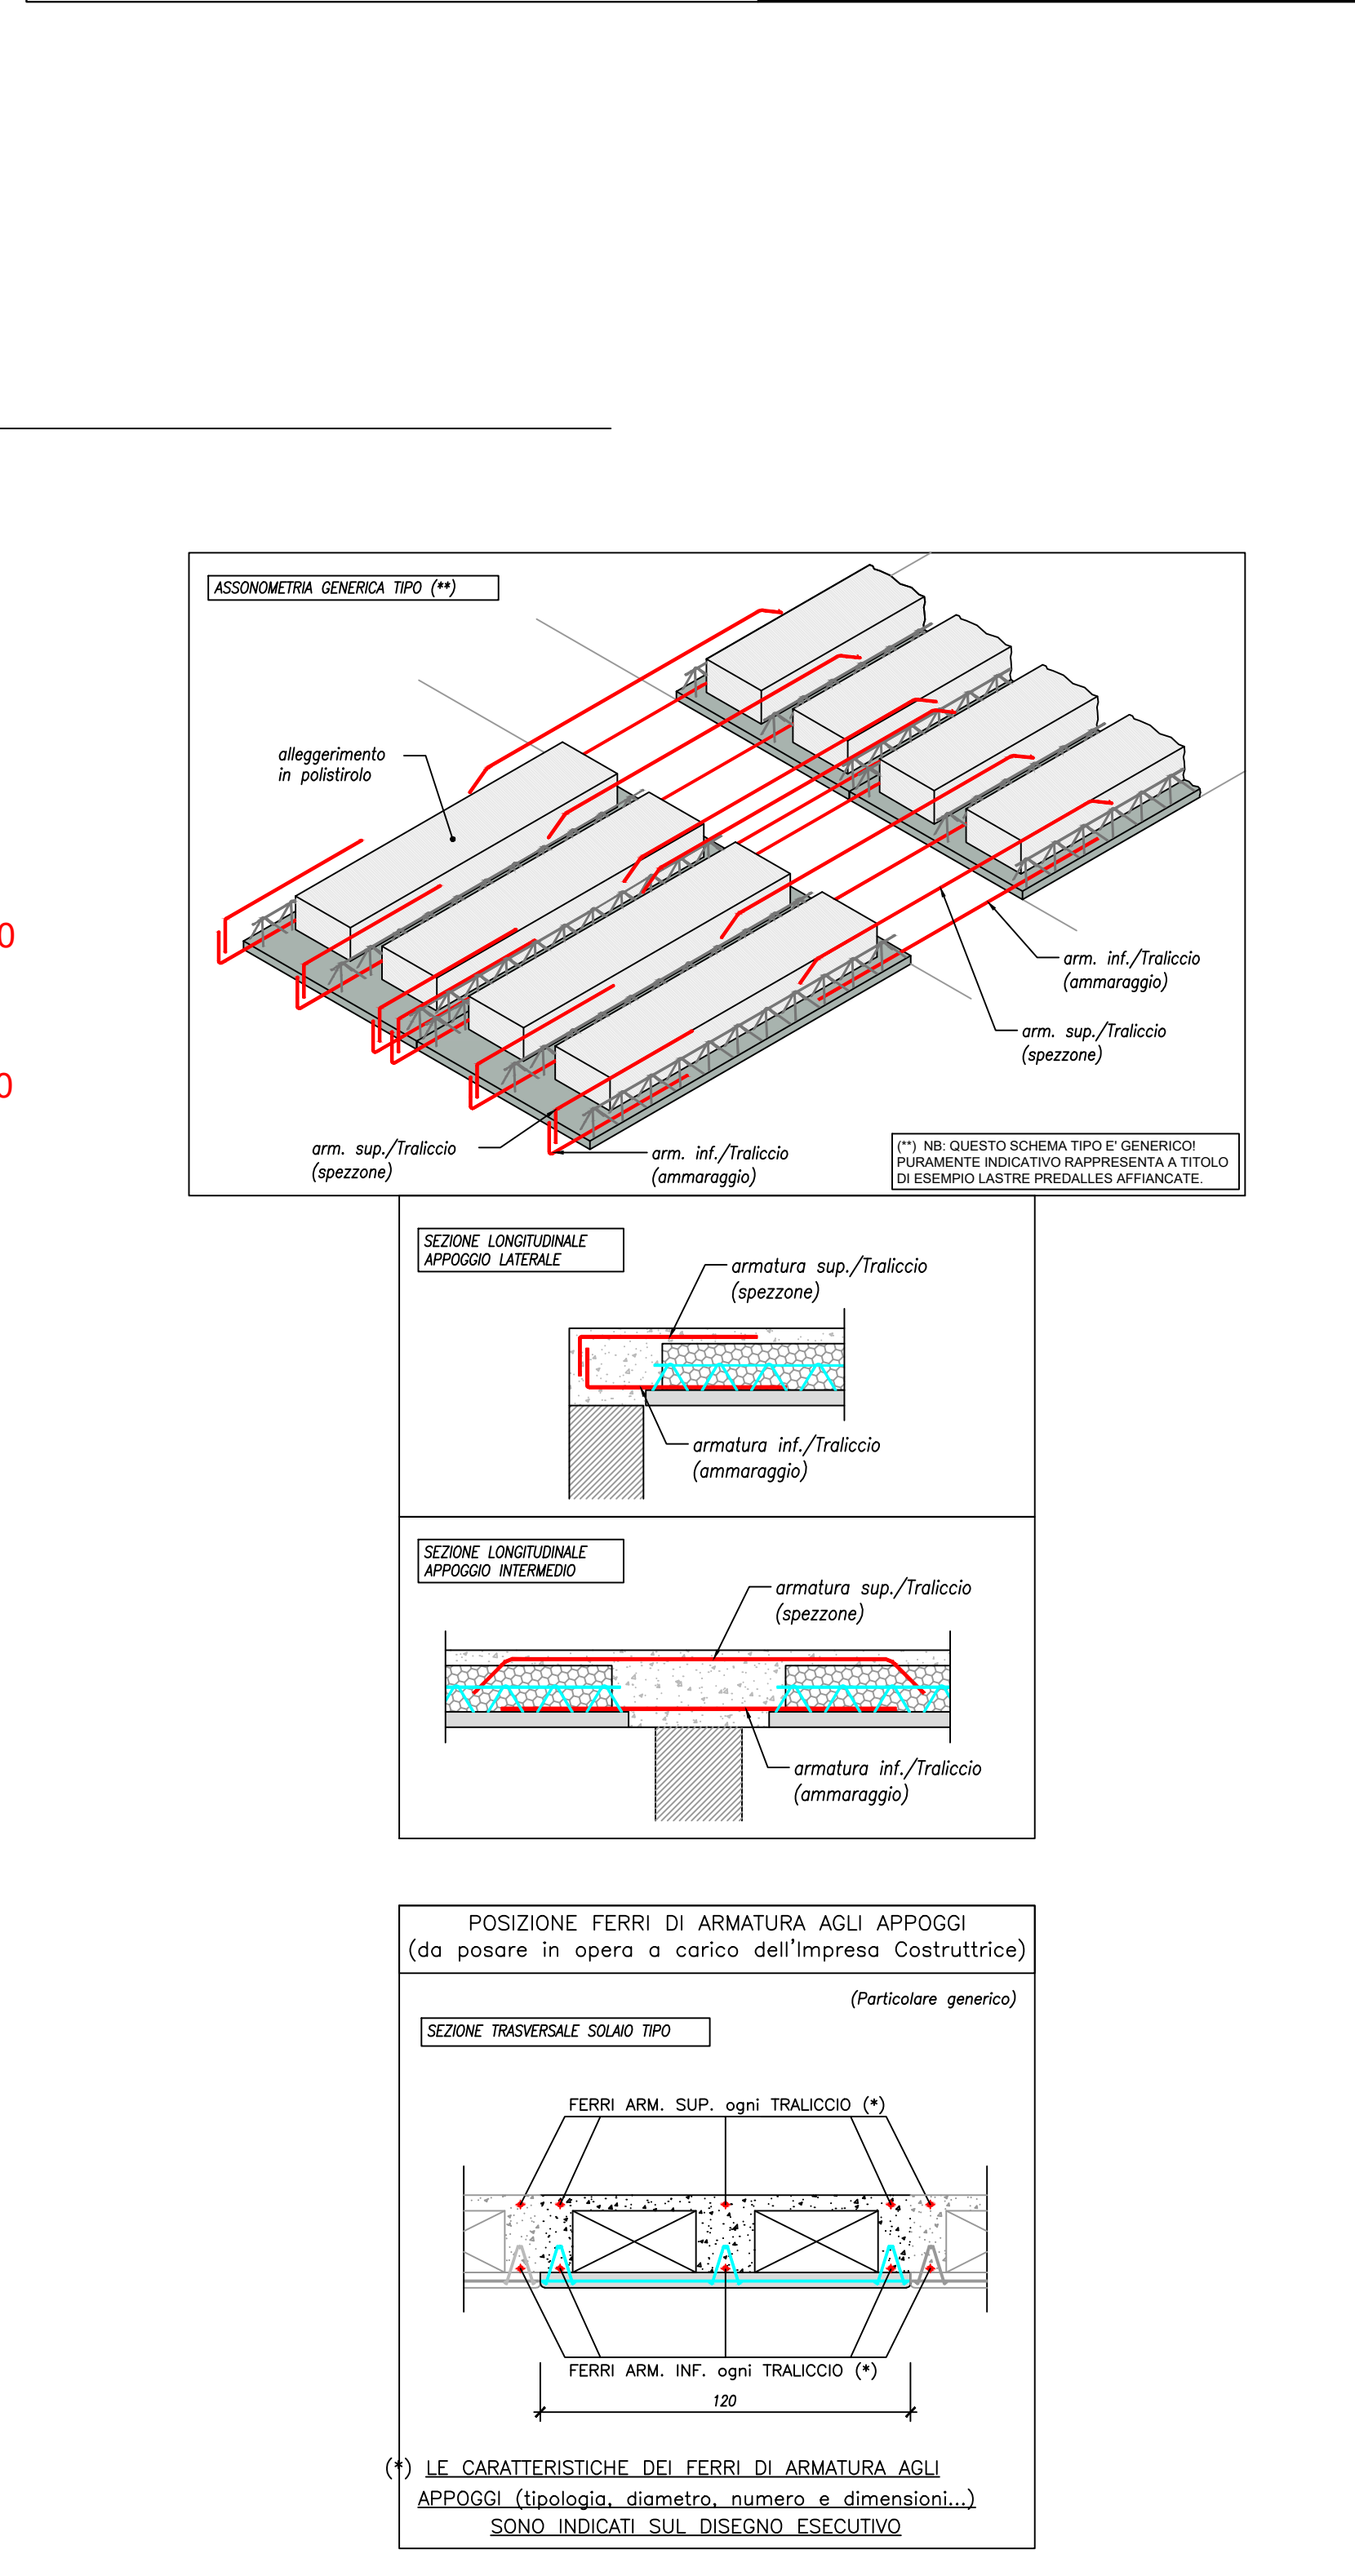 ASSONOMETRIA GENERICA TIPO (**)
alleggerimento
in polistirolo
0
arm. inf./Traliccio
(ammaraggio)
arm. sup./Traliccio
(spezzone)
0
arm. sup./Traliccio
(spezzone)
arm. inf./Traliccio
(ammaraggio)
(**) NB: QUESTO SCHEMA TIPO E' GENERICO!
PURAMENTE INDICATIVO RAPPRESENTA A TITOLO
DI ESEMPIO LASTRE PREDALLES AFFIANCATE.
SEZIONE LONGITUDINALE
APPOGGIO LATERALE
armatura sup./Traliccio
(spezzone)
armatura inf./Traliccio
(ammaraggio)
SEZIONE LONGITUDINALE
APPOGGIO INTERMEDIO
armatura sup./Traliccio
(spezzone)
armatura inf./Traliccio
(ammaraggio)
POSIZIONE FERRI DI ARMATURA AGLI APPOGGI
(da posare in opera a carico dell'Impresa Costruttrice)
(Particolare generico)
SEZIONE TRASVERSALE SOLAIO TIPO
FERRI ARM. SUP. ogni TRALICCIO (*)
FERRI ARM. INF. ogni TRALICCIO (*)
120
(*) LE CARATTERISTICHE DEI FERRI DI ARMATURA AGLI
APPOGGI (tipologia, diametro, numero e dimensioni...)
SONO INDICATI SUL DISEGNO ESECUTIVO